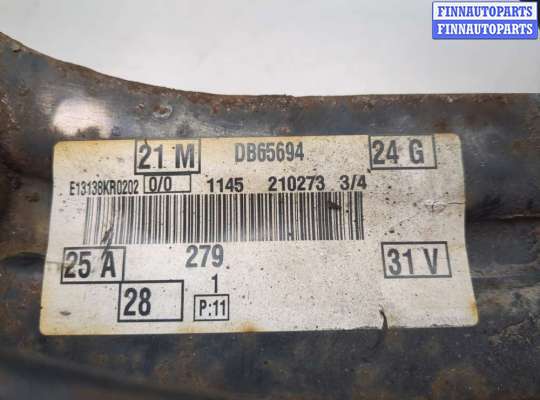 FINNAUTOPARTS
FINNAUTOPARTS
21 M DB65694 24 G
E13138KR0202 0/0 1145 210273 3/4
25 A 279 31 V
28 1 P:11